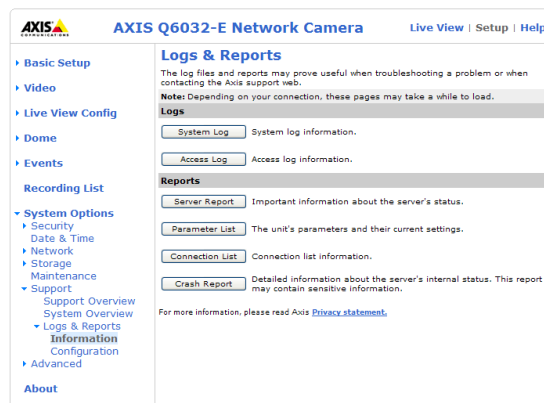 AXIS
COMMUNICATIONS
AXIS Q6032-E Network Camera
Live View | Setup | Help
Basic Setup
Video
Live View Config
Dome
Events
Recording List
System Options
Security
Date & Time
Network
Storage
Maintenance
Support
Support Overview
System Overview
Logs & Reports
Information
Configuration
Advanced
About
Logs & Reports
The log files and reports may prove useful when troubleshooting a problem or when
contacting the Axis support web.
Note: Depending on your connection, these pages may take a while to load.
Logs
System Log System log information.
Access Log Access log information.
Reports
Server Report Important information about the server's status.
Parameter List The unit's parameters and their current settings.
Connection List Connection list information.
Crash Report Detailed information about the server's internal status. This report
may contain sensitive information.
For more information, please read Axis Privacy statement.